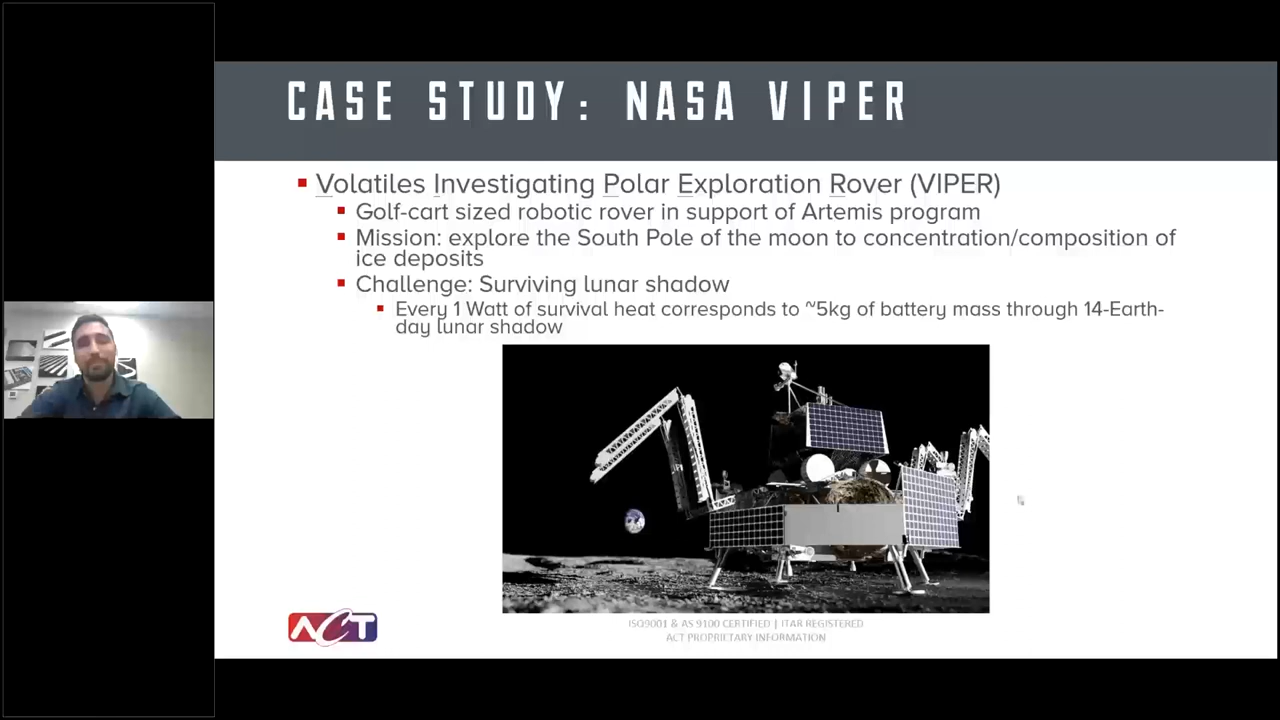 CASE STUDY: NASA VIPER
Volatiles Investigating Polar Exploration Rover (VIPER)
Golf-cart sized robotic rover in support of Artemis program
Mission: explore the South Pole of the moon to concentration/composition of
ice deposits
Challenge: Surviving lunar shadow
Every 1 Watt of survival heat corresponds to ~5kg of battery mass through 14-Earth-
day lunar shadow
ACT
ISO9001 & AS 9100 CERTIFIED | ITAR REGISTERED
ACT PROPRIETARY INFORMATION